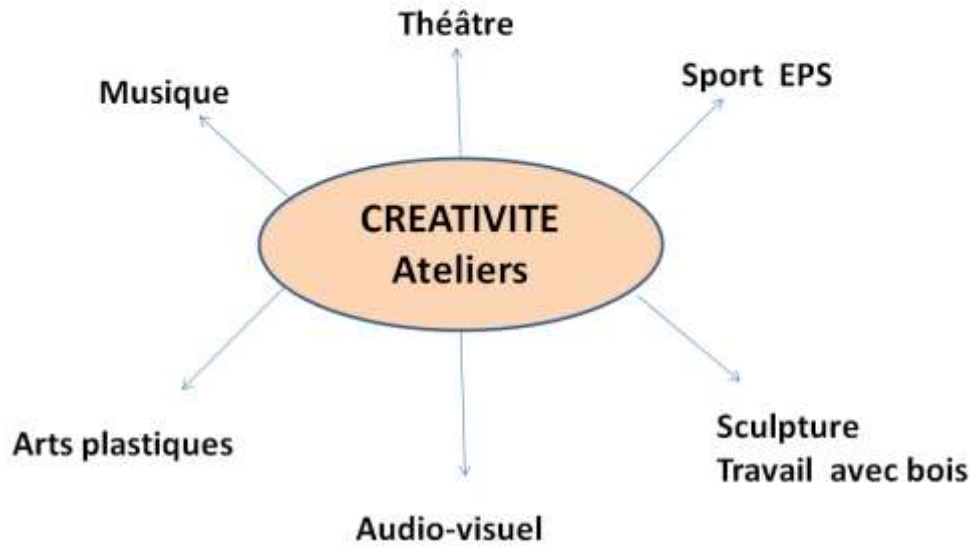 Théâtre
Musique
Sport EPS
CREATIVITE
Ateliers
Arts plastiques
Sculpture
Travail avec bois
Audio-visuel